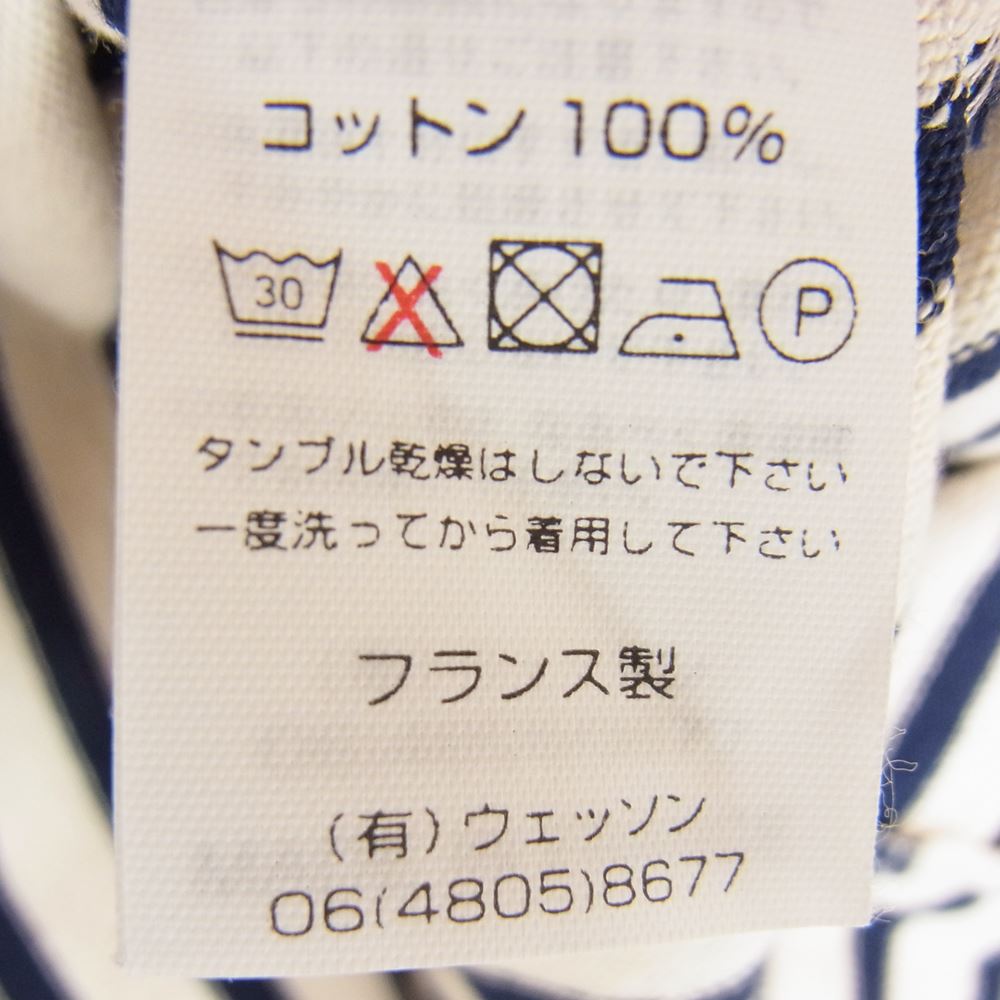 コットン 100%
30 P
タンブル乾燥はしないで下さい
一度洗ってから着用して下さい
フランス製
(有)ウェッソン
06(4805)8677